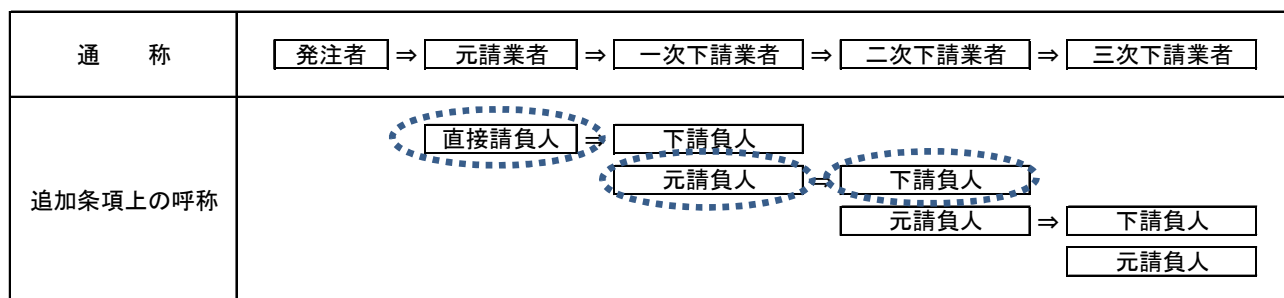 通　　称 発注者 ⇒ 元請業者 ⇒ 一次下請業者 ⇒ 二次下請業者 ⇒ 三次下請業者
直接請負人 ⇒ 下請負人
元請負人 ⇒ 下請負人
追加条項上の呼称
元請負人 ⇒ 下請負人
元請負人